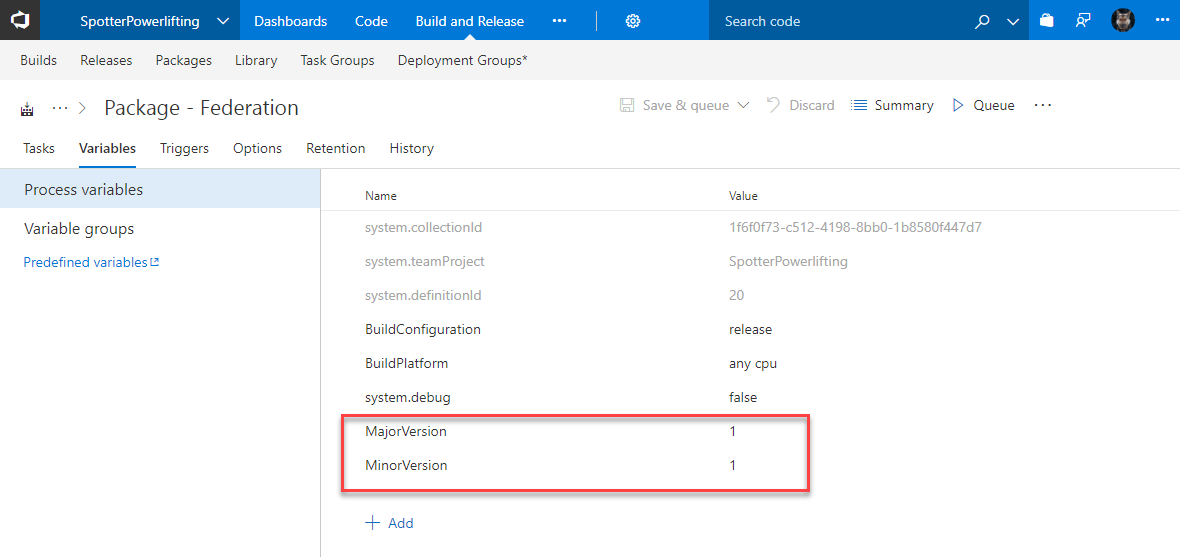 SpotterPowerlifting Dashboards Code Build and Release ··· Search code ···
Builds Releases Packages Library Task Groups Deployment Groups*
··· > Package - Federation Save & queue Discard Summary Queue ···
Tasks Variables Triggers Options Retention History
Process variables
Name Value
system.collectionId 1f6f0f73-c512-4198-8bb0-1b8580f447d7
Variable groups
system.teamProject SpotterPowerlifting
Predefined variables
system.definitionId 20
BuildConfiguration release
BuildPlatform any cpu
system.debug false
MajorVersion 1
MinorVersion 1
+ Add